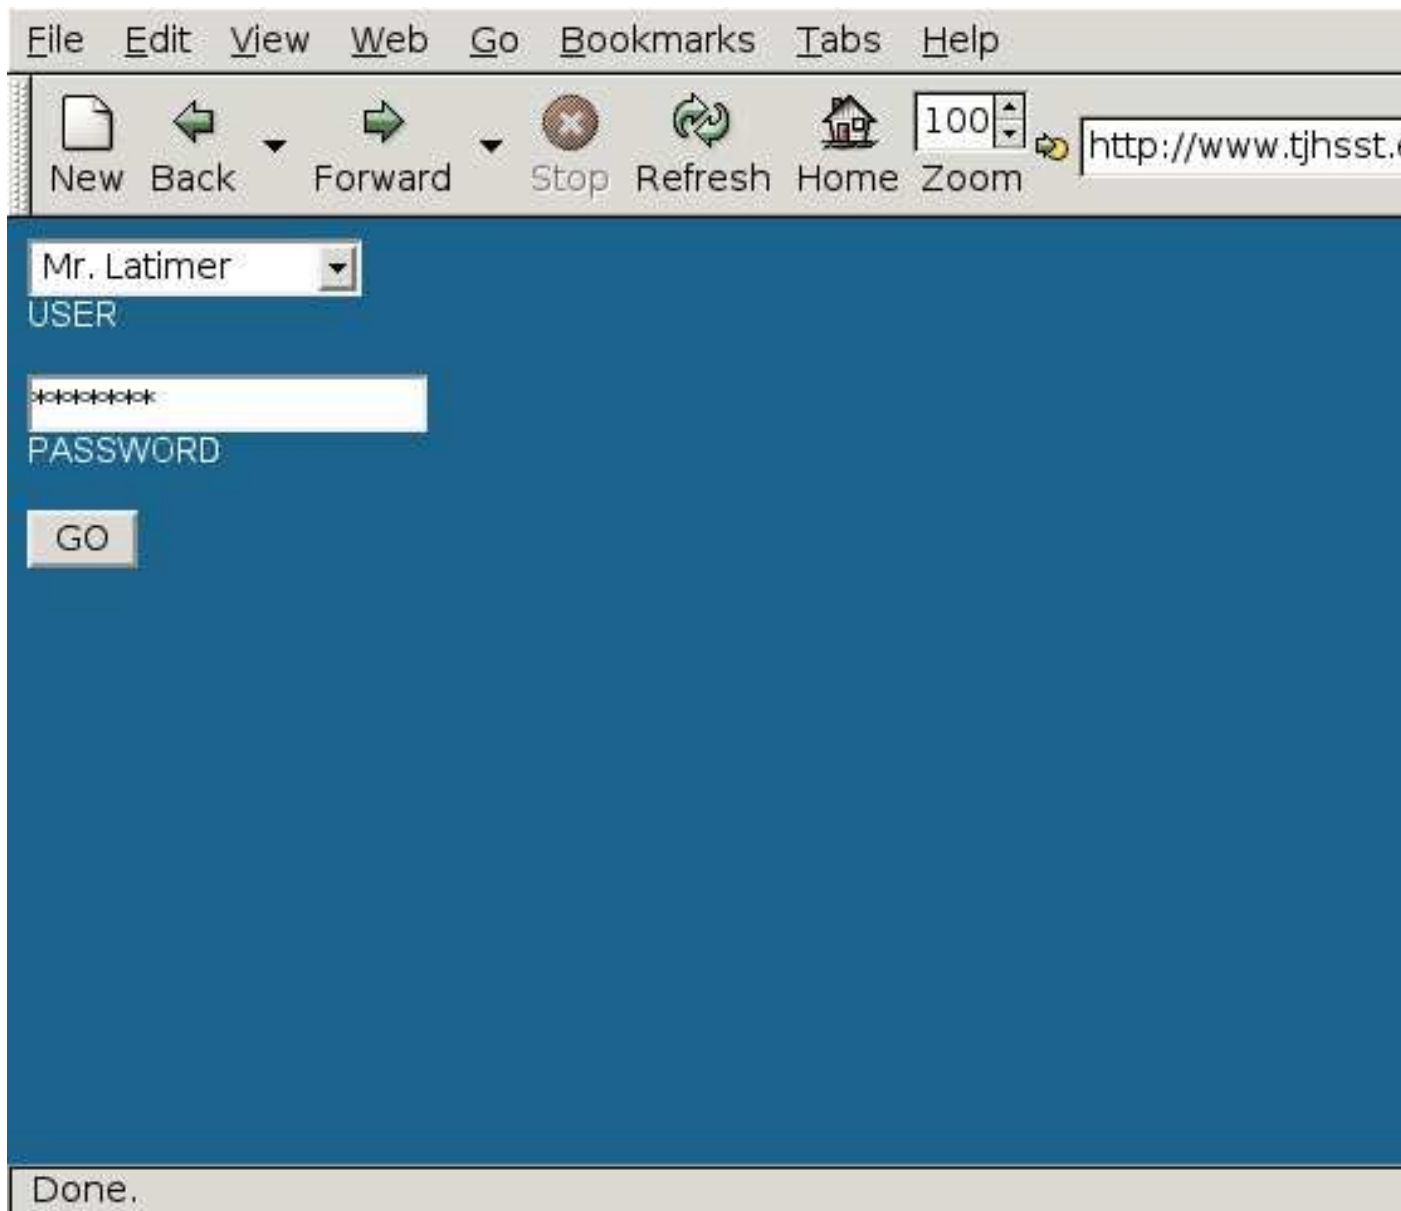 File Edit View Web Go Bookmarks Tabs Help
100 http://www.tjhsst.
New Back Forward Stop Refresh Home Zoom
Mr. Latimer
USER
********
PASSWORD
GO
Done.